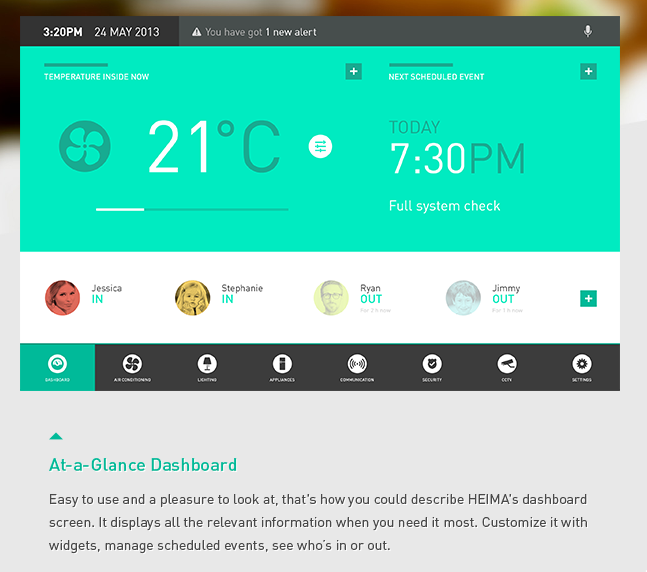 3:20PM 24 MAY 2013 You have got 1 new alert
TEMPERATURE INSIDE NOW
NEXT SCHEDULED EVENT
21°C
TODAY
7:30PM
Full system check
Jessica
IN
Stephanie
IN
Ryan
OUT
For 2 h now
Jimmy
OUT
For 1 h now
DASHBOARD AIR CONDITIONING LIGHTING APPLIANCES COMMUNICATION SECURITY CCTV SETTINGS
At-a-Glance Dashboard
Easy to use and a pleasure to look at, that's how you could describe HEIMA's dashboard
screen. It displays all the relevant information when you need it most. Customize it with
widgets, manage scheduled events, see who's in or out.